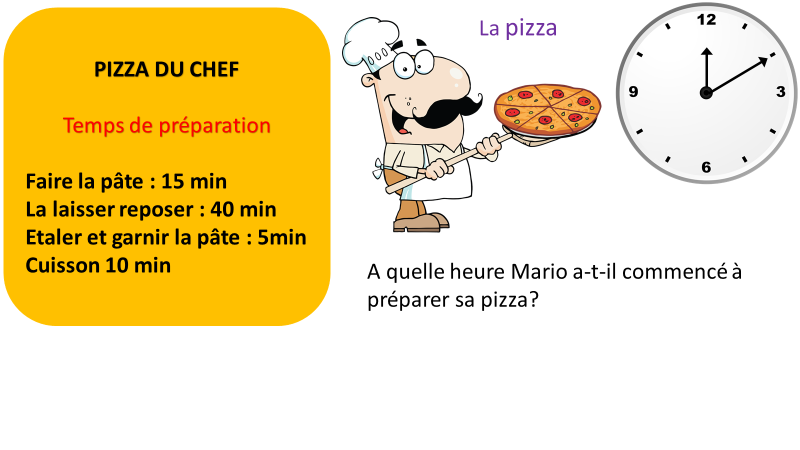 PIZZA DU CHEF
Temps de préparation
Faire la pâte : 15 min
La laisser reposer : 40 min
Etaler et garnir la pâte : 5min
Cuisson 10 min
La pizza
12
9
3
6
A quelle heure Mario a-t-il commencé à
préparer sa pizza?